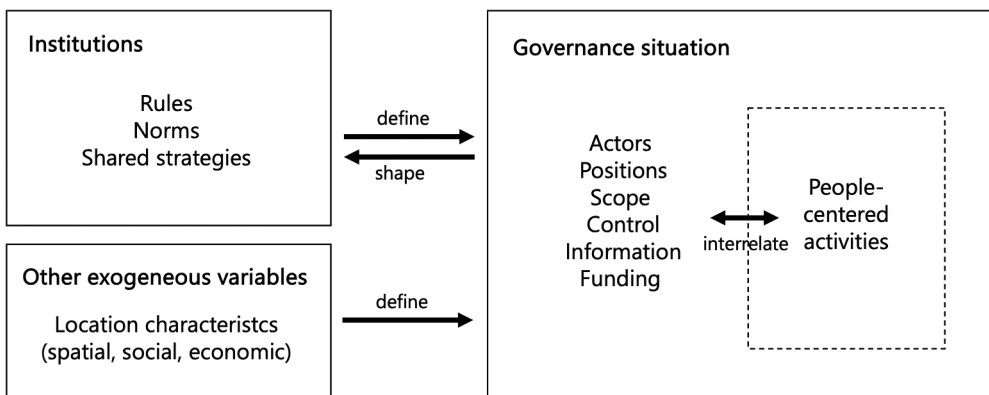 Institutions
Rules
Norms
Shared strategies
define
shape
Other exogeneous variables
Location characteristcs
(spatial, social, economic)
define
Governance situation
Actors
Positions
Scope
Control
Information
Funding
interrelate
People-
centered
activities